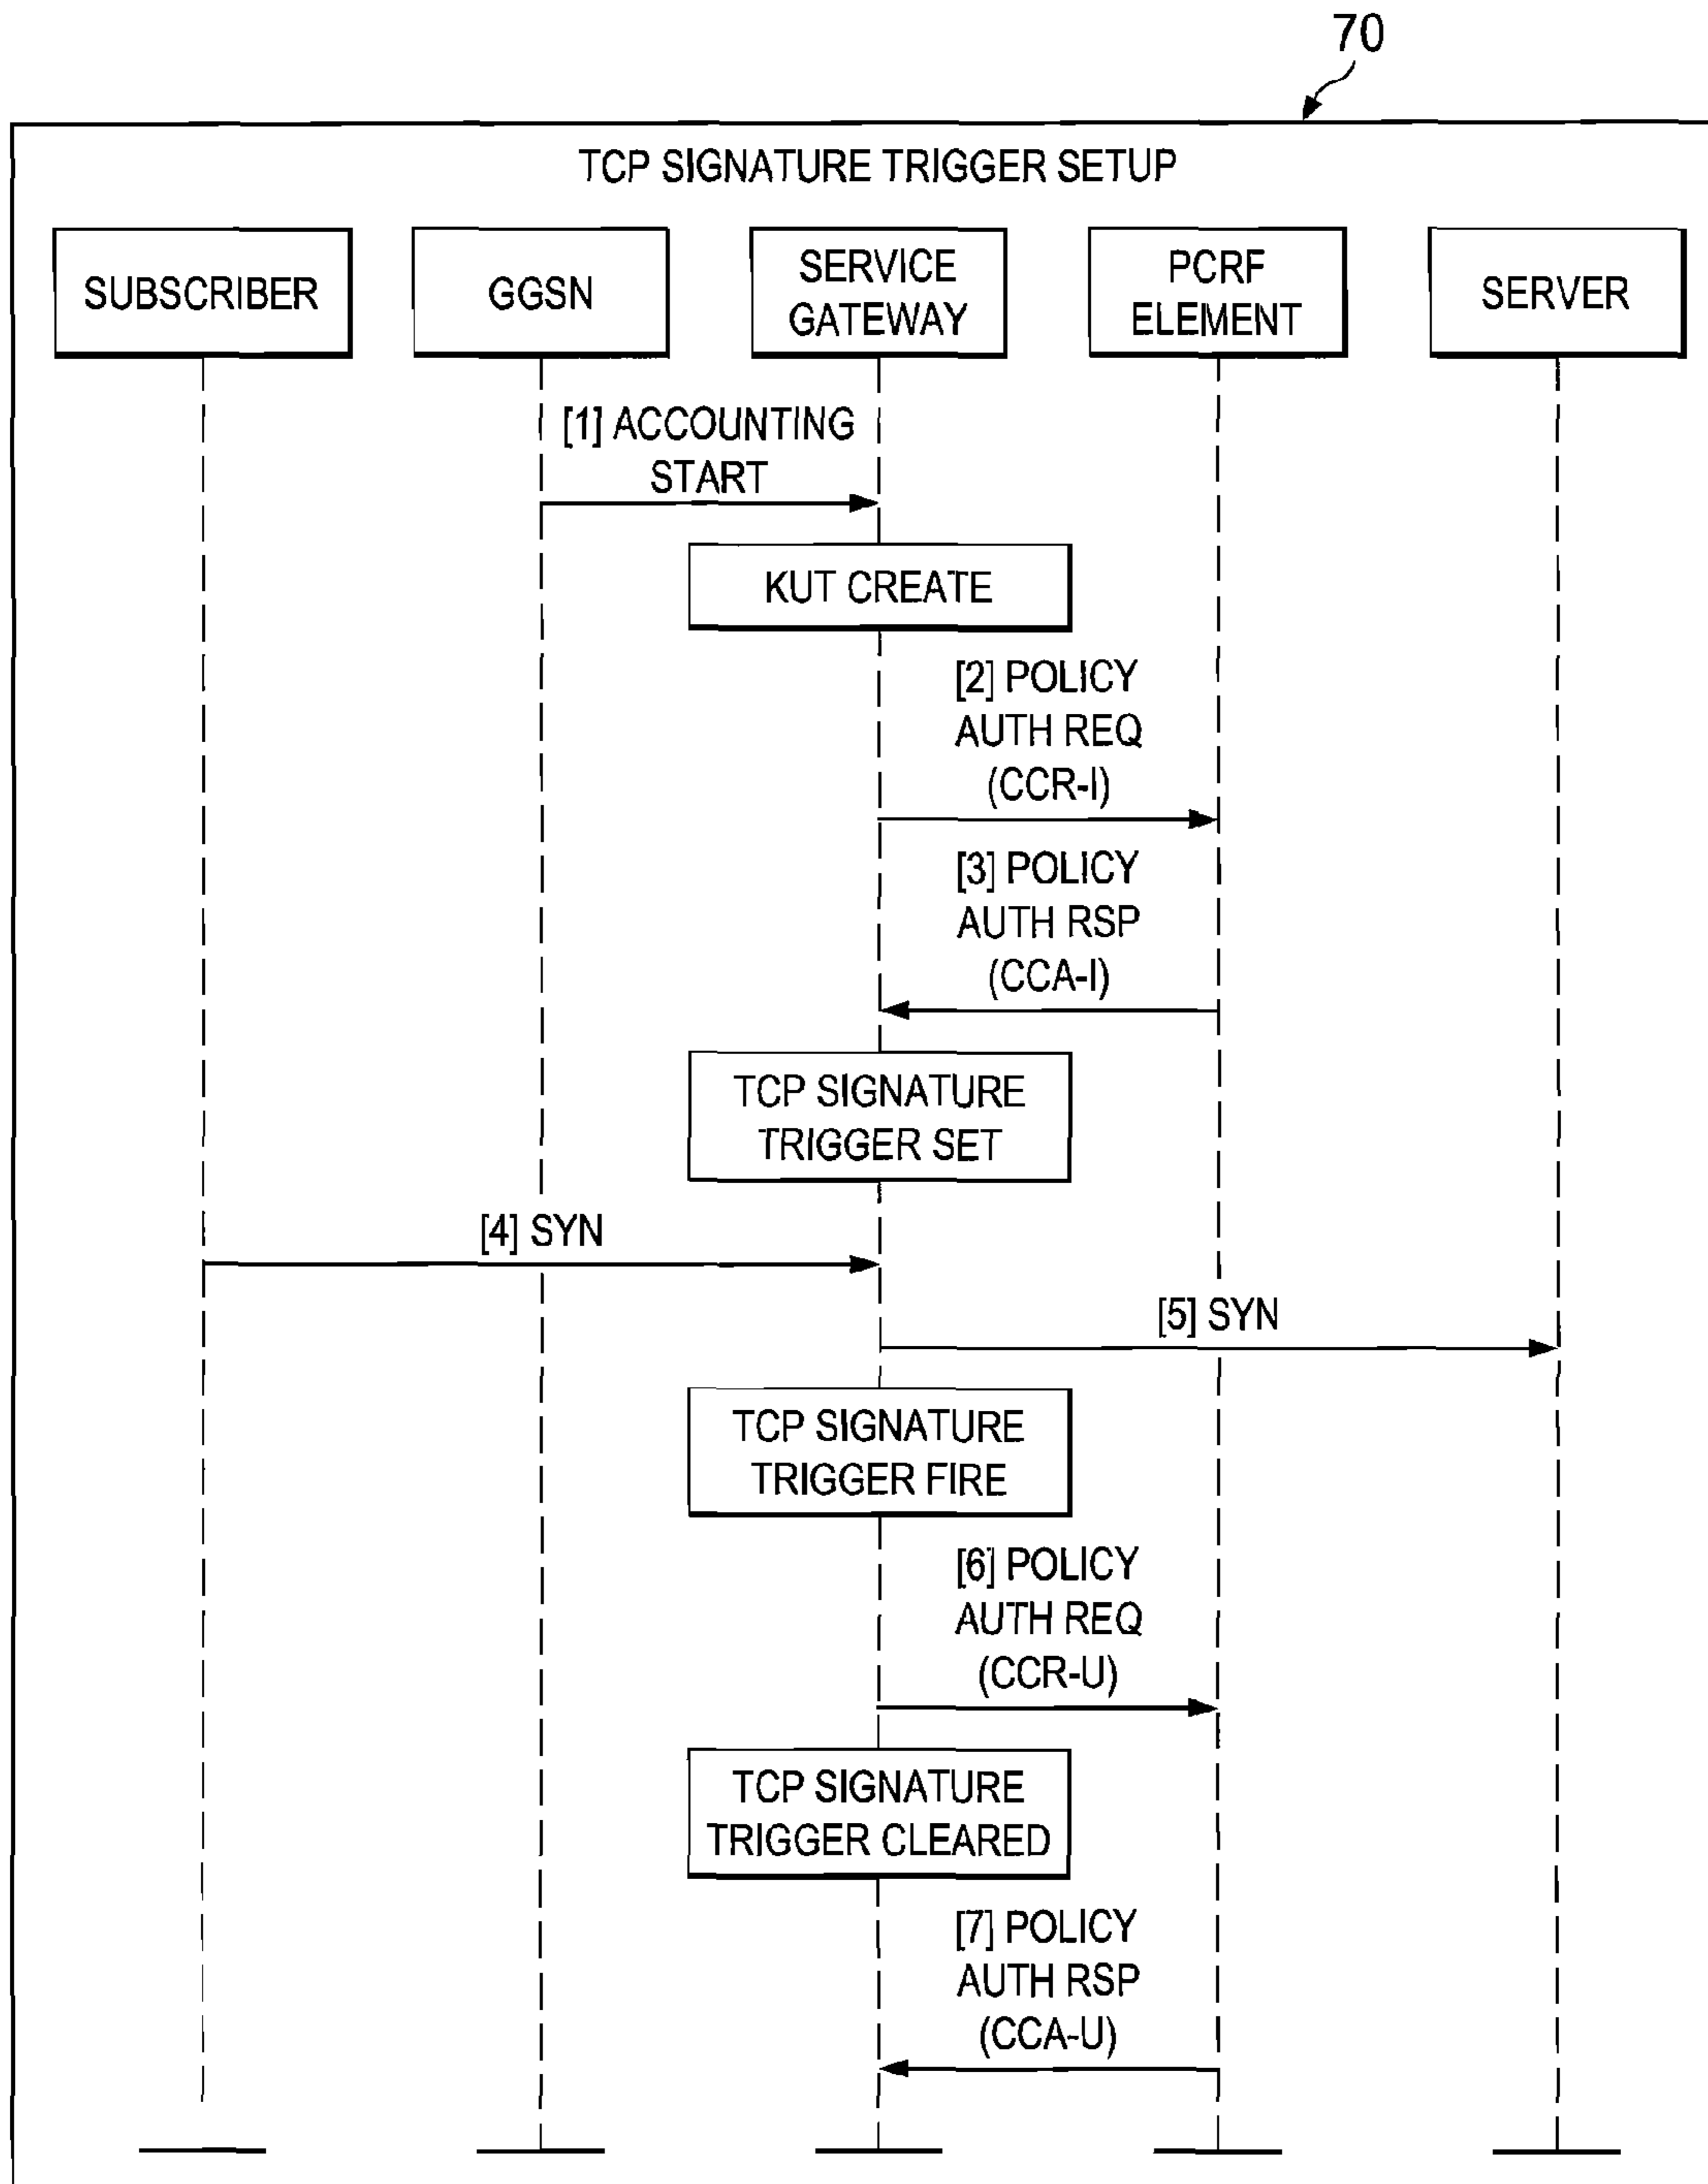 70
TCP SIGNATURE TRIGGER SETUP
SUBSCRIBER
GGSN
SERVICE
GATEWAY
PCRF
ELEMENT
SERVER
[1] ACCOUNTING
START
KUT CREATE
[2] POLICY
AUTH REQ
(CCR-I)
[3] POLICY
AUTH RSP
(CCA-I)
TCP SIGNATURE
TRIGGER SET
[4] SYN
[5] SYN
TCP SIGNATURE
TRIGGER FIRE
[6] POLICY
AUTH REQ
(CCR-U)
TCP SIGNATURE
TRIGGER CLEARED
[7] POLICY
AUTH RSP
(CCA-U)